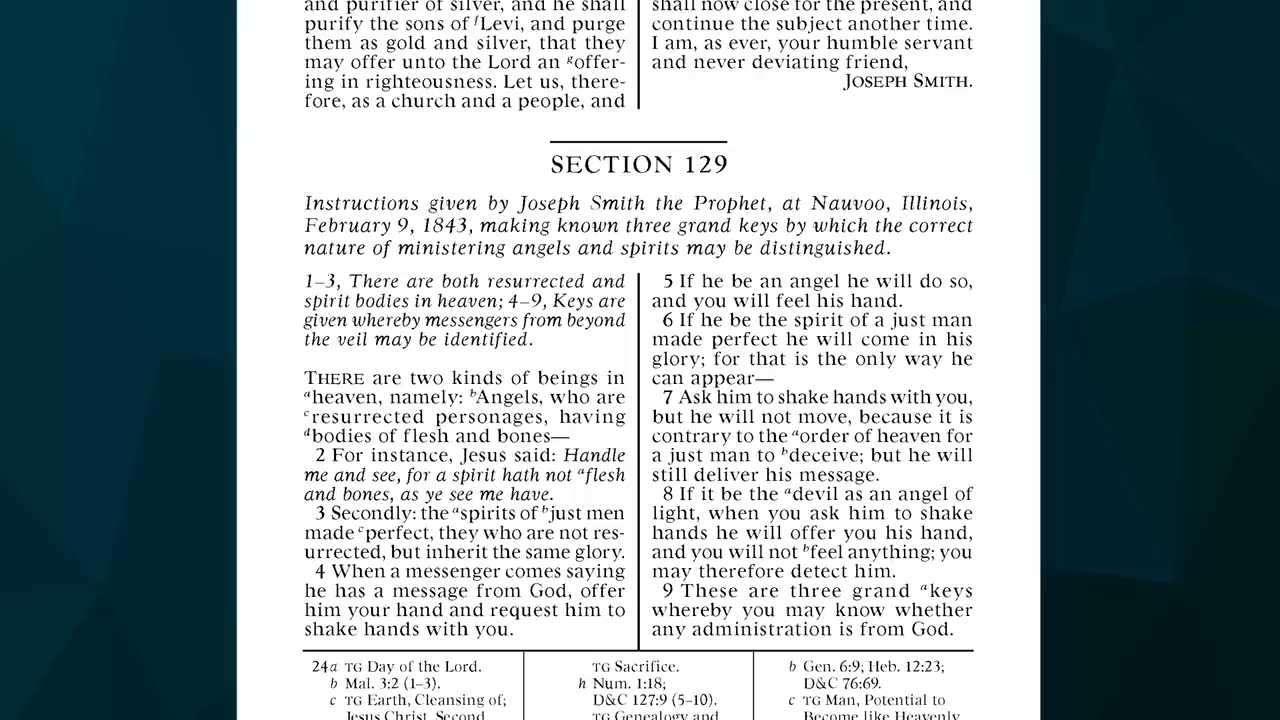 and purifier of silver, and he shall
purify the sons of fLevi, and purge
them as gold and silver, that they
may offer unto the Lord an goffer-
ing in righteousness. Let us, there-
fore, as a church and a people, and
shall now close for the present, and
continue the subject another time.
I am, as ever, your humble servant
and never deviating friend,
JOSEPH SMITH.
SECTION 129
Instructions given by Joseph Smith the Prophet, at Nauvoo, Illinois,
February 9, 1843, making known three grand keys by which the correct
nature of ministering angels and spirits may be distinguished.
1–3, There are both resurrected and
spirit bodies in heaven; 4–9, Keys are
given whereby messengers from beyond
the veil may be identified.
THERE are two kinds of beings in
aheaven, namely: bAngels, who are
cresurrected personages, having
dbodies of flesh and bones—
2 For instance, Jesus said: Handle
me and see, for a spirit hath not aflesh
and bones, as ye see me have.
3 Secondly: the aspirits of bjust men
made cperfect, they who are not res-
urrected, but inherit the same glory.
4 When a messenger comes saying
he has a message from God, offer
him your hand and request him to
shake hands with you.
5 If he be an angel he will do so,
and you will feel his hand.
6 If he be the spirit of a just man
made perfect he will come in his
glory; for that is the only way he
can appear—
7 Ask him to shake hands with you,
but he will not move, because it is
contrary to the aorder of heaven for
a just man to bdeceive; but he will
still deliver his message.
8 If it be the adevil as an angel of
light, when you ask him to shake
hands he will offer you his hand,
and you will not bfeel anything; you
may therefore detect him.
9 These are three grand akeys
whereby you may know whether
any administration is from God.
24a TG Day of the Lord.
b Mal. 3:2 (1–3).
c TG Earth, Cleansing of;
Jesus Christ, Second
TG Sacrifice.
h Num. 1:18;
D&C 127:9 (5–10).
TG Genealogy and
b Gen. 6:9; Heb. 12:23;
D&C 76:69.
c TG Man, Potential to
Become like Heavenly